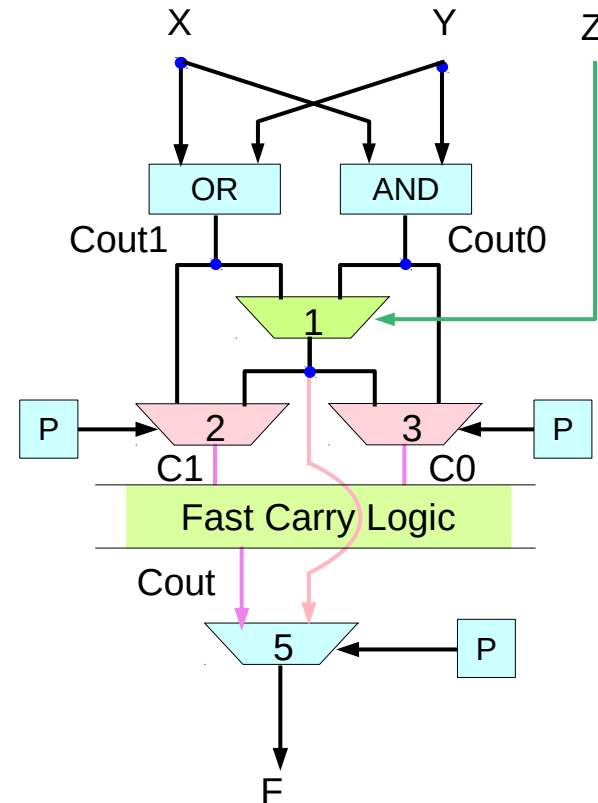 X Y Z
OR AND
Cout1 Cout0
1
P 2 3 P
C1 C0
Fast Carry Logic
Cout
5 P
F